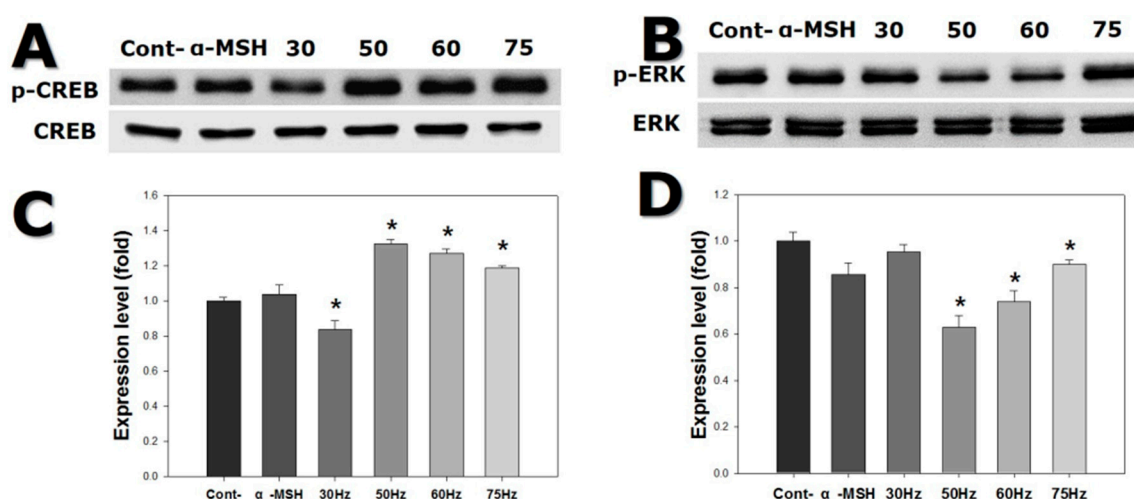 A
Cont- α-MSH 30 50 60 75
p-CREB
CREB
B
Cont- α-MSH 30 50 60 75
p-ERK
ERK
C
Expression level (fold)
1.6
1.4
1.2
1.0
0.8
0.6
0.4
0.2
0.0
* * * *
Cont- α -MSH 30Hz 50Hz 60Hz 75Hz
D
Expression level (fold)
1.2
1.0
0.8
0.6
0.4
0.2
0.0
* * *
Cont- α -MSH 30Hz 50Hz 60Hz 75Hz